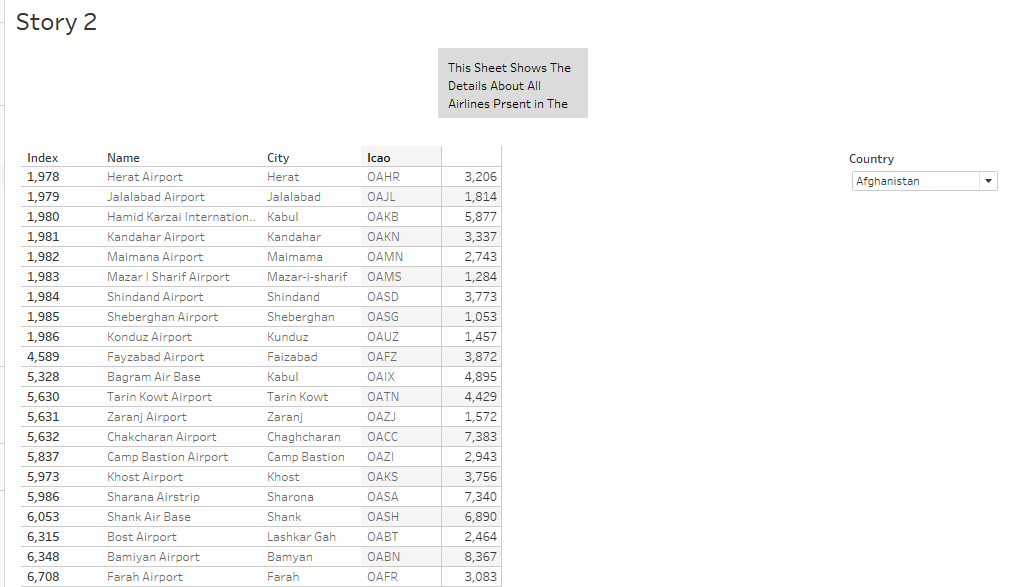 Story 2
This Sheet Shows The
Details About All
Airlines Prsent in The
Country
Afghanistan
Index Name City Icao
1,978 Herat Airport Herat OAHR 3,206
1,979 Jalalabad Airport Jalalabad OAJL 1,814
1,980 Hamid Karzai Internation.. Kabul OAKB 5,877
1,981 Kandahar Airport Kandahar OAKN 3,337
1,982 Maimana Airport Maimama OAMN 2,743
1,983 Mazar I Sharif Airport Mazar-i-sharif OAMS 1,284
1,984 Shindand Airport Shindand OASD 3,773
1,985 Sheberghan Airport Sheberghan OASG 1,053
1,986 Konduz Airport Kunduz OAUZ 1,457
4,589 Fayzabad Airport Faizabad OAFZ 3,872
5,328 Bagram Air Base Kabul OAIX 4,895
5,630 Tarin Kowt Airport Tarin Kowt OATN 4,429
5,631 Zaranj Airport Zaranj OAZJ 1,572
5,632 Chakcharan Airport Chaghcharan OACC 7,383
5,837 Camp Bastion Airport Camp Bastion OAZI 2,943
5,973 Khost Airport Khost OAKS 3,756
5,986 Sharana Airstrip Sharona OASA 7,340
6,053 Shank Air Base Shank OASH 6,890
6,315 Bost Airport Lashkar Gah OABT 2,464
6,348 Bamiyan Airport Bamyan OABN 8,367
6,708 Farah Airport Farah OAFR 3,083